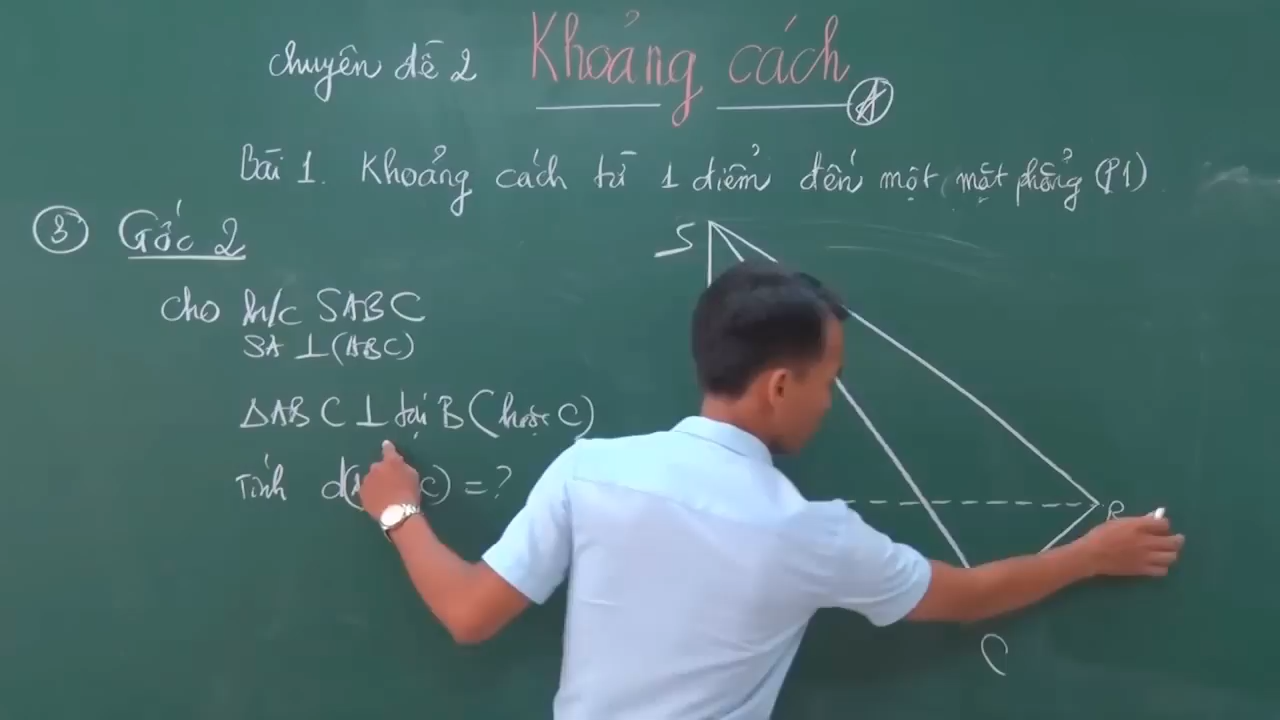 Chuyên đề 2 Khoảng cách
A
Bài 1. Khoảng cách từ 1 điểm đến một mặt phẳng (P1)
③ Gốc 2
Cho h/c SABC
SA ⊥ (ABC)
ΔABC ⊥ tại B (hoặc C)
Tính d( C) = ?
S
B
C